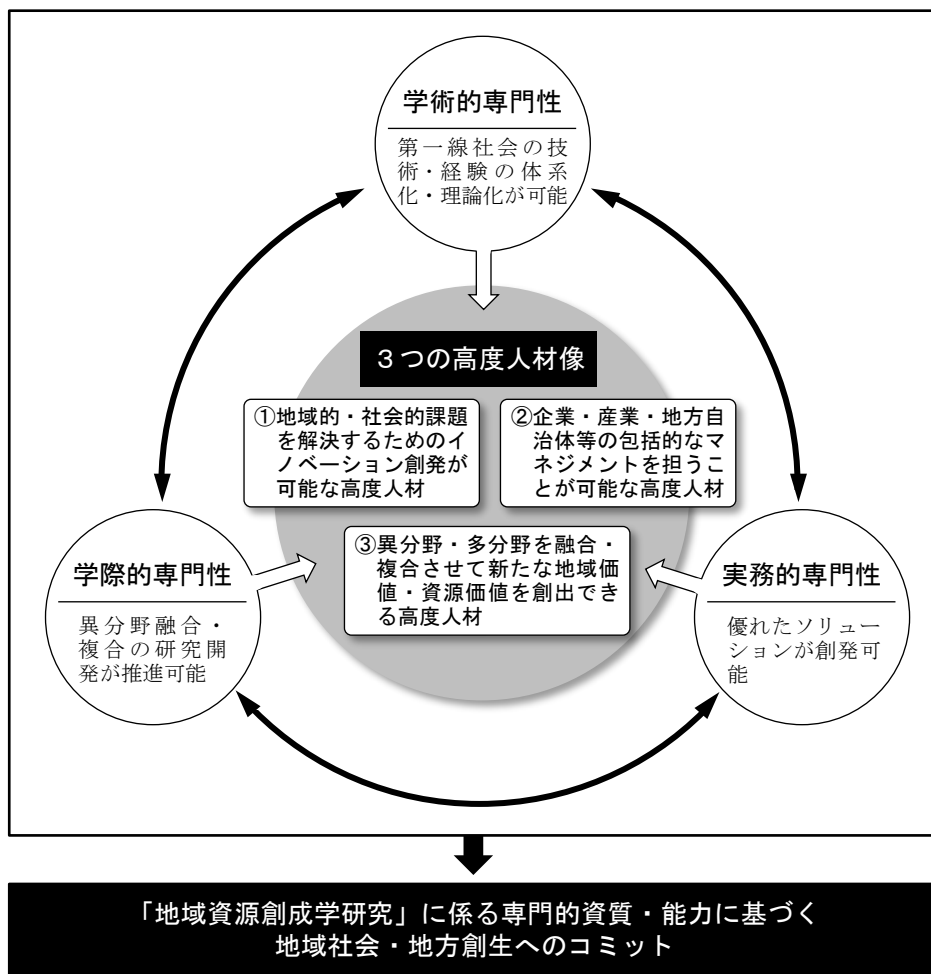 学術的専門性
第一線社会の技
術・経験の体系
化・理論化が可能
３つの高度人材像
①地域的・社会的課題
を解決するためのイ
ノベーション創発が
可能な高度人材
②企業・産業・地方自
治体等の包括的なマ
ネジメントを担うこ
とが可能な高度人材
③異分野・多分野を融合・
複合させて新たな地域価
値・資源価値を創出でき
る高度人材
学際的専門性
異分野融合・
複合の研究開
発が推進可能
実務的専門性
優れたソリュー
ションが創発可
能
「地域資源創成学研究」に係る専門的資質・能力に基づく
地域社会・地方創生へのコミット